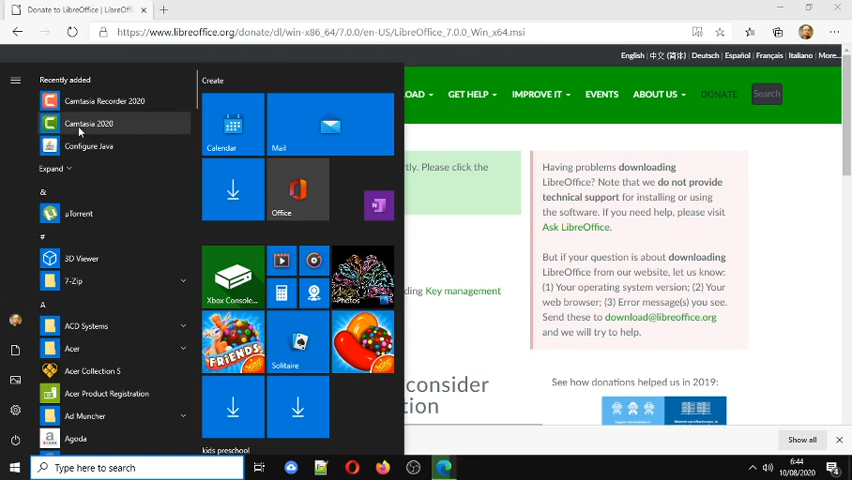 Donate to LibreOffice | LibreOff
https://www.libreoffice.org/donate/dl/win-x86_64/7.0.0/en-US/LibreOffice_7.0.0_Win_x64.msi
English | 中文 (简体) | Deutsch | Español | Français | Italiano | More...
LOAD GET HELP IMPROVE IT EVENTS ABOUT US DONATE Search
Recently added
Camtasia Recorder 2020
Camtasia 2020
Configure Java
Expand
&
µTorrent
#
3D Viewer
7-Zip
A
ACD Systems
Acer
Acer Collection S
Acer Product Registration
Ad Muncher
Agoda
Create
Calendar
Mail
Office
Xbox Console...
Photos
FRIENDS
Solitaire
kids preschool
tly. Please click the
ding Key management
consider
tion
Having problems downloading
LibreOffice? Note that we do not provide
technical support for installing or using
the software. If you need help, please visit
Ask LibreOffice.
But if your question is about downloading
LibreOffice from our website, let us know:
(1) Your operating system version; (2) Your
web browser; (3) Error message(s) you see.
Send these to download@libreoffice.org
and we will try to help.
See how donations helped us in 2019:
Show all
Type here to search
6:44
10/08/2020
4